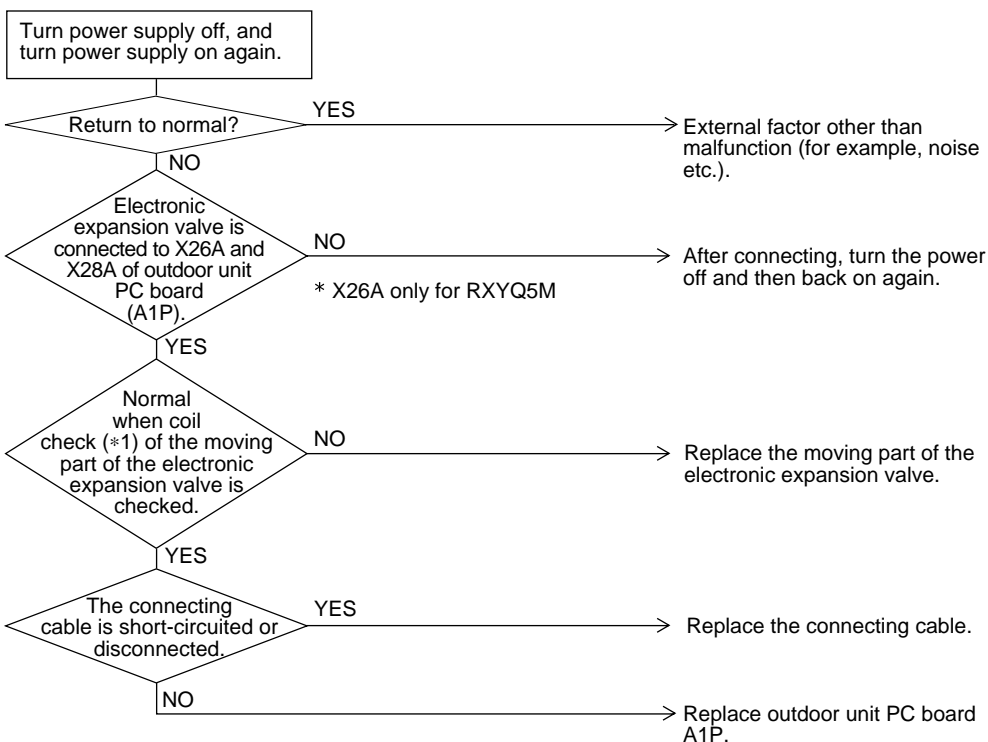 Turn power supply off, and
turn power supply on again.
Return to normal?
YES
External factor other than
malfunction (for example, noise
etc.).
NO
Electronic
expansion valve is
connected to X26A and
X28A of outdoor unit
PC board
(A1P).
NO
* X26A only for RXYQ5M
After connecting, turn the power
off and then back on again.
YES
Normal
when coil
check (*1) of the moving
part of the electronic
expansion valve is
checked.
NO
Replace the moving part of the
electronic expansion valve.
YES
The connecting
cable is short-circuited or
disconnected.
YES
Replace the connecting cable.
NO
Replace outdoor unit PC board
A1P.